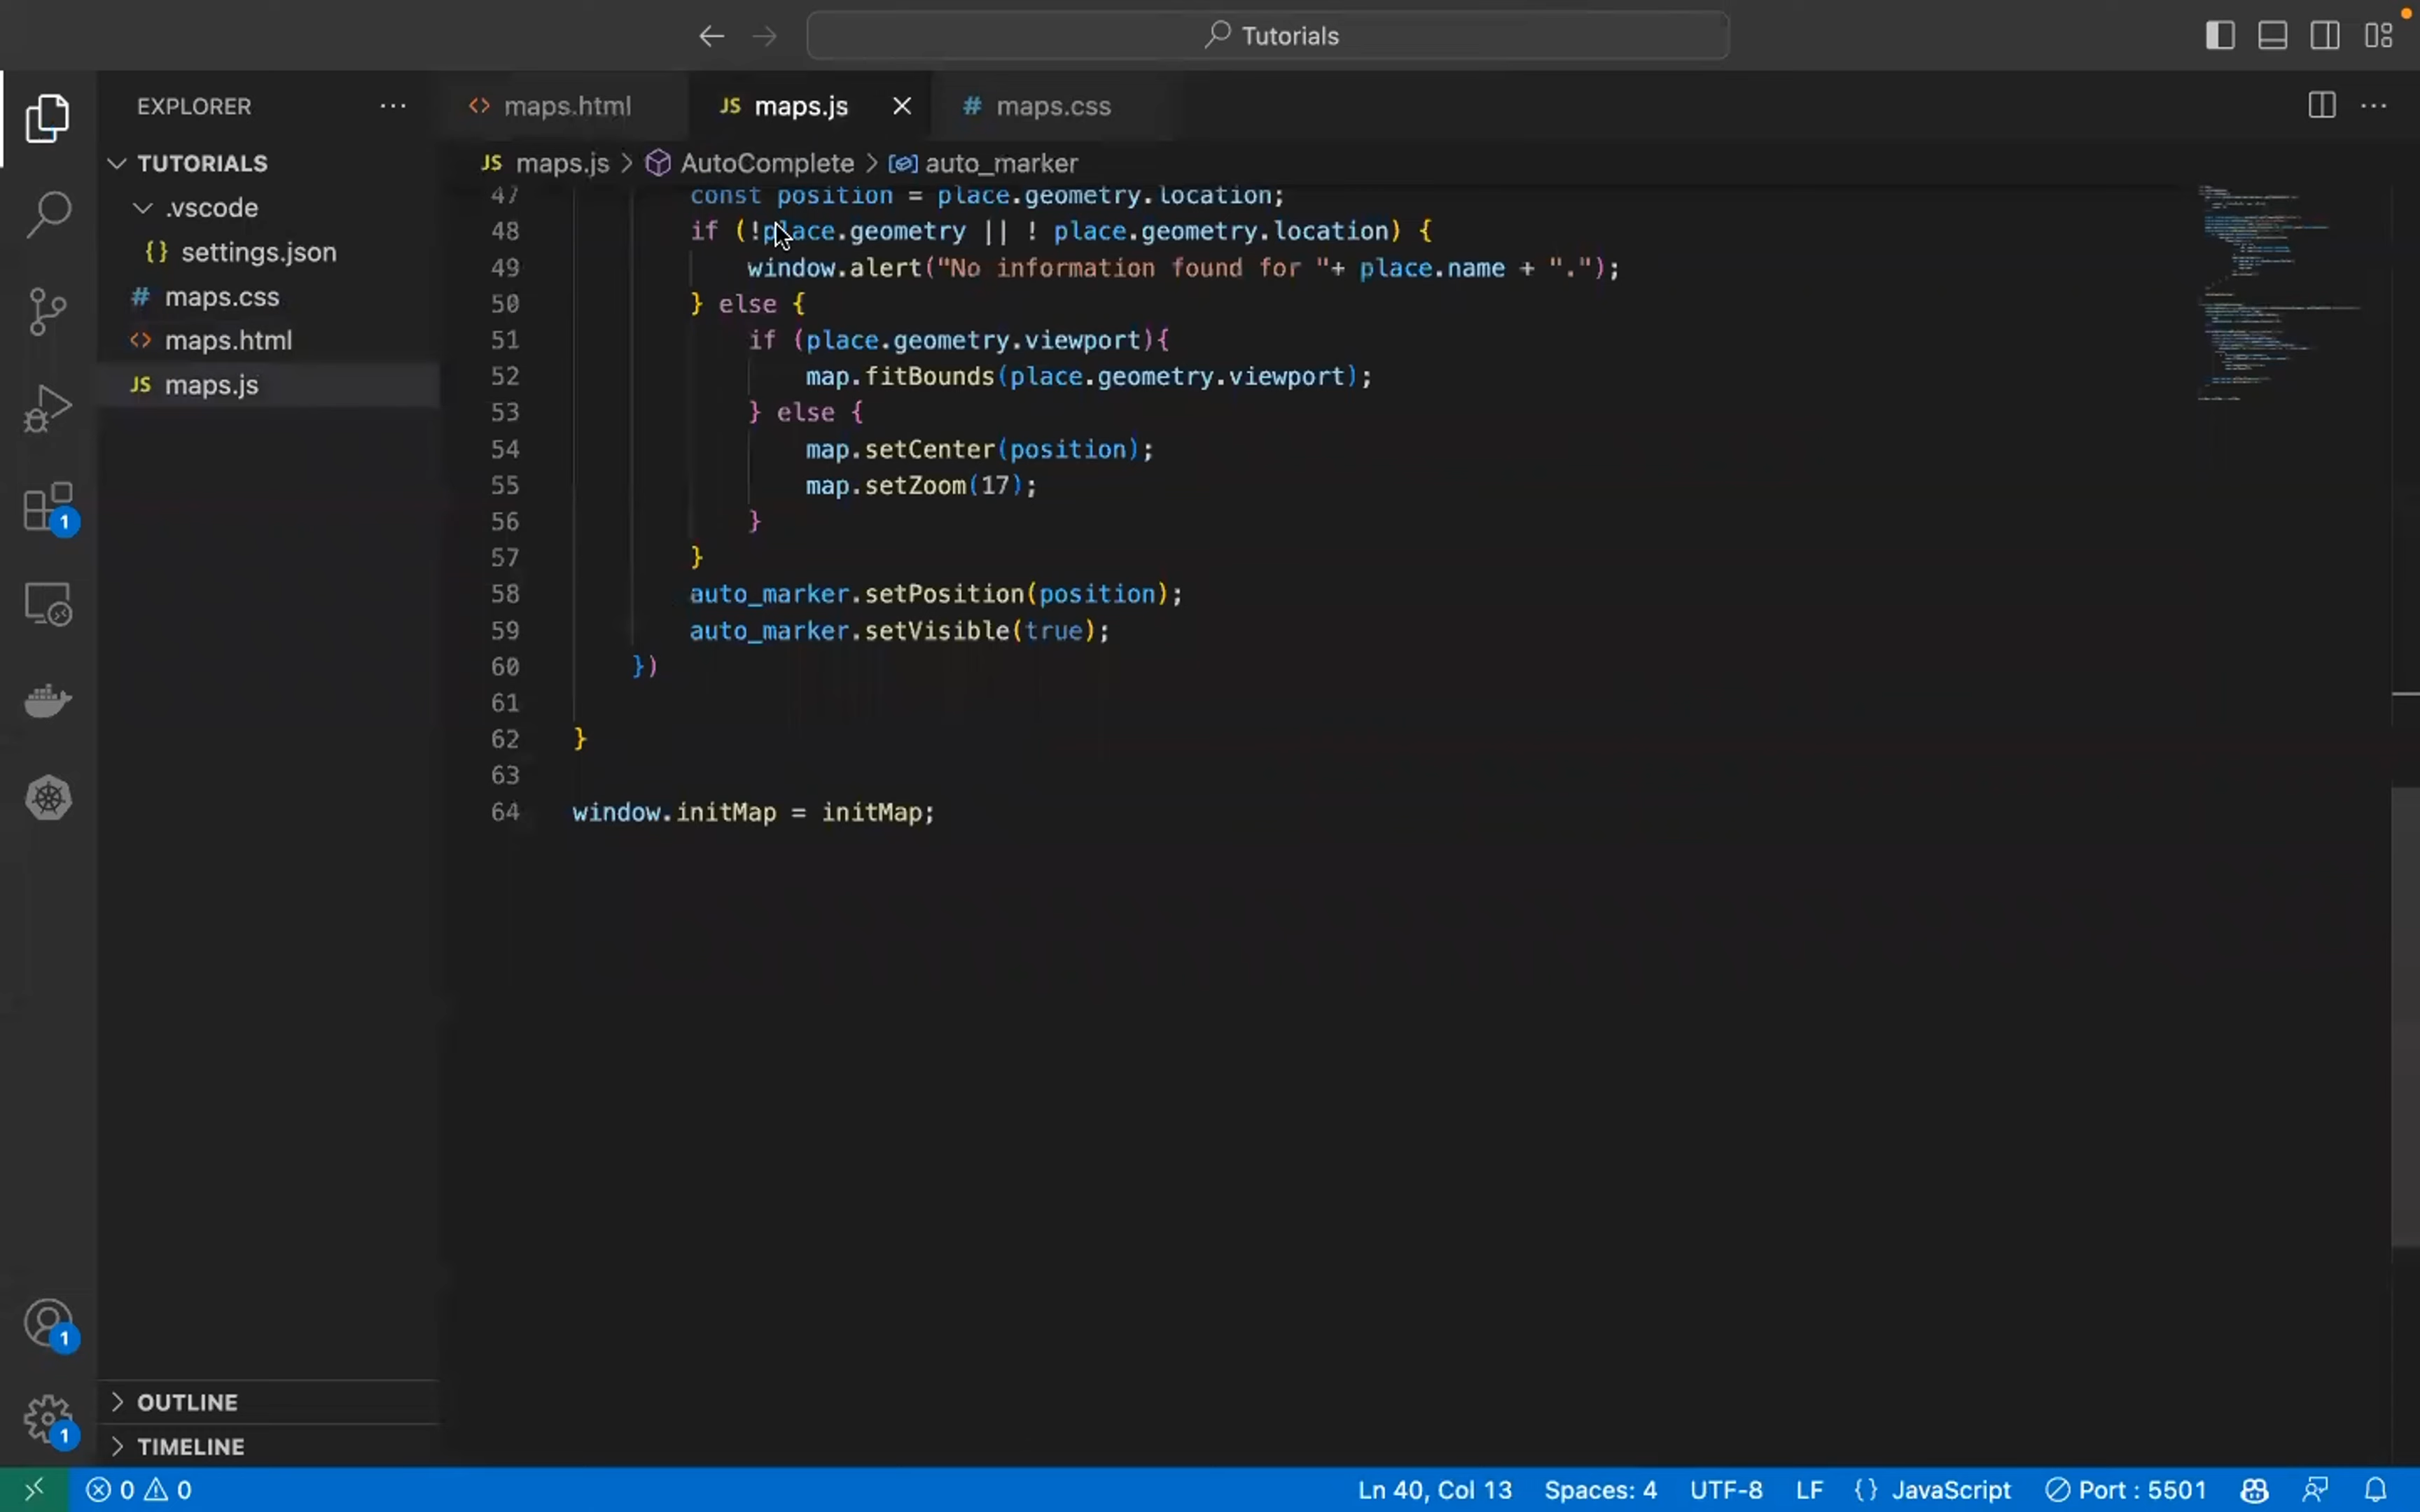 Tutorials
EXPLORER
TUTORIALS
.vscode
{} settings.json
# maps.css
<> maps.html
JS maps.js
OUTLINE
TIMELINE
<> maps.html
JS maps.js
# maps.css
JS maps.js > AutoComplete > auto_marker
47 const position = place.geometry.location;
48 if (!place.geometry || ! place.geometry.location) {
49 window.alert("No information found for "+ place.name + ".");
50 } else {
51 if (place.geometry.viewport){
52 map.fitBounds(place.geometry.viewport);
53 } else {
54 map.setCenter(position);
55 map.setZoom(17);
56 }
57 }
58 auto_marker.setPosition(position);
59 auto_marker.setVisible(true);
60 })
61
62 }
63
64 window.initMap = initMap;
1
1
1
0 0
Ln 40, Col 13
Spaces: 4
UTF-8
LF
{} JavaScript
Port : 5501